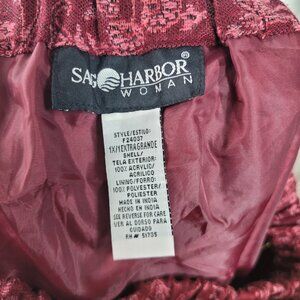 SAG HARBOR
®
WOMAN
STYLE/ESTILO:
F24037
1X/1EXTRAGRANDE
SHELL/
TELA EXTERIOR:
100% ACRYLIC/
ACRILICO
LINING/FORRO:
100% POLYESTER/
POLIESTER
MADE IN INDIA
HECHO EN INDIA
SEE REVERSE FOR CARE
VER AL DORSO PARA
CUIDADO
RN# 51735